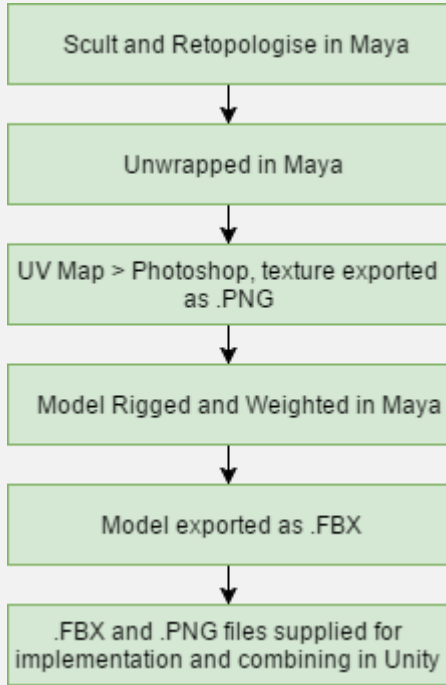 Scult and Retopologise in Maya
Unwrapped in Maya
UV Map > Photoshop, texture exported
as .PNG
Model Rigged and Weighted in Maya
Model exported as .FBX
.FBX and .PNG files supplied for
implementation and combining in Unity